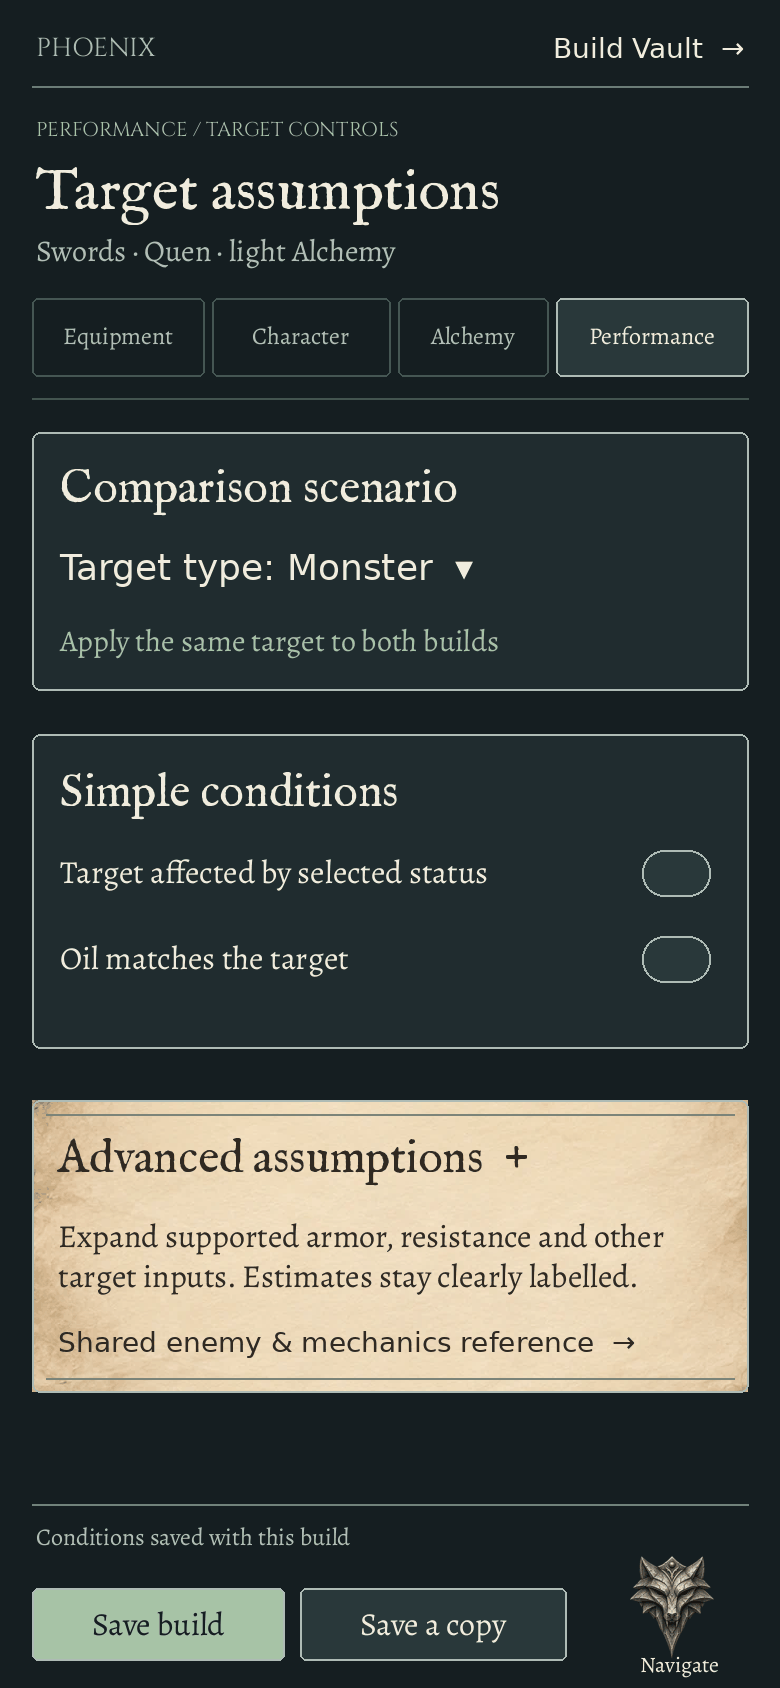 PHOENIX
Build Vault →
PERFORMANCE / TARGET CONTROLS
Target assumptions
Swords · Quen · light Alchemy
Equipment
Character
Alchemy
Performance
Comparison scenario
Target type: Monster ▼
Apply the same target to both builds
Simple conditions
Target affected by selected status
Oil matches the target
Advanced assumptions +
Expand supported armor, resistance and other
target inputs. Estimates stay clearly labelled.
Shared enemy & mechanics reference →
Conditions saved with this build
Save build
Save a copy
Navigate